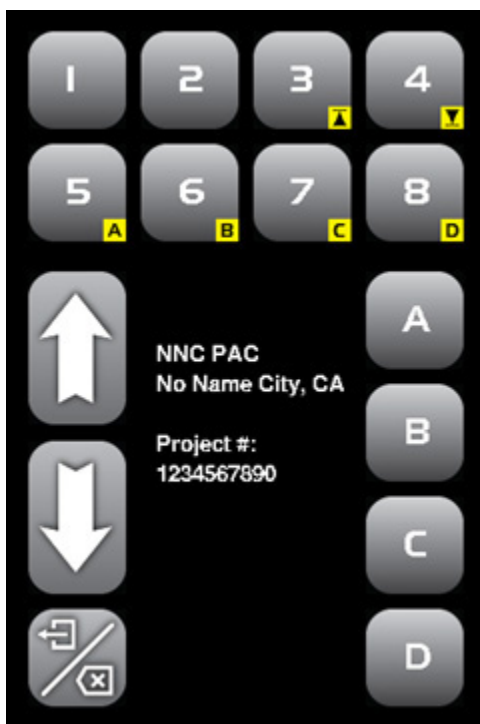 1 2 3 4
5 A 6 B 7 C 8 D
A
NNC PAC
No Name City, CA
B
Project #:
1234567890
C
D